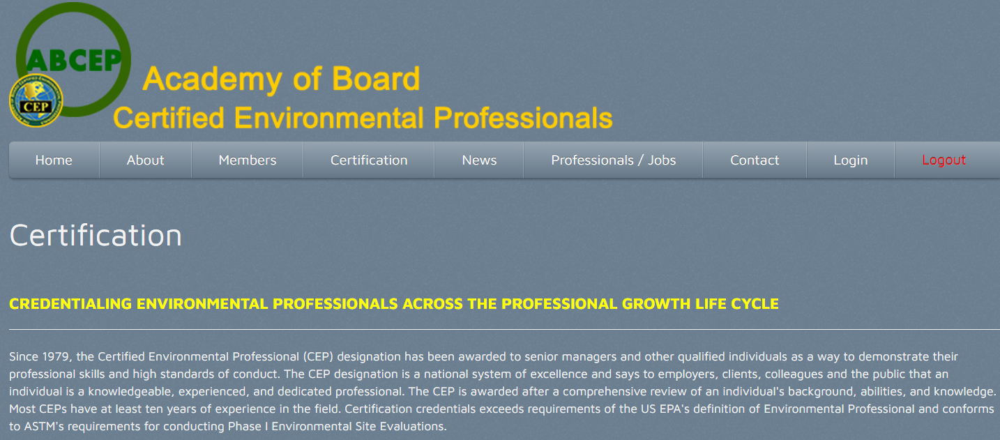 ABCEP
CEP
Academy of Board
Certified Environmental Professionals
Home About Members Certification News Professionals / Jobs Contact Login Logout
Certification
CREDENTIALING ENVIRONMENTAL PROFESSIONALS ACROSS THE PROFESSIONAL GROWTH LIFE CYCLE
Since 1979, the Certified Environmental Professional (CEP) designation has been awarded to senior managers and other qualified individuals as a way to demonstrate their
professional skills and high standards of conduct. The CEP designation is a national system of excellence and says to employers, clients, colleagues and the public that an
individual is a knowledgeable, experienced, and dedicated professional. The CEP is awarded after a comprehensive review of an individual's background, abilities, and knowledge.
Most CEPs have at least ten years of experience in the field. Certification credentials exceeds requirements of the US EPA's definition of Environmental Professional and conforms
to ASTM's requirements for conducting Phase I Environmental Site Evaluations.